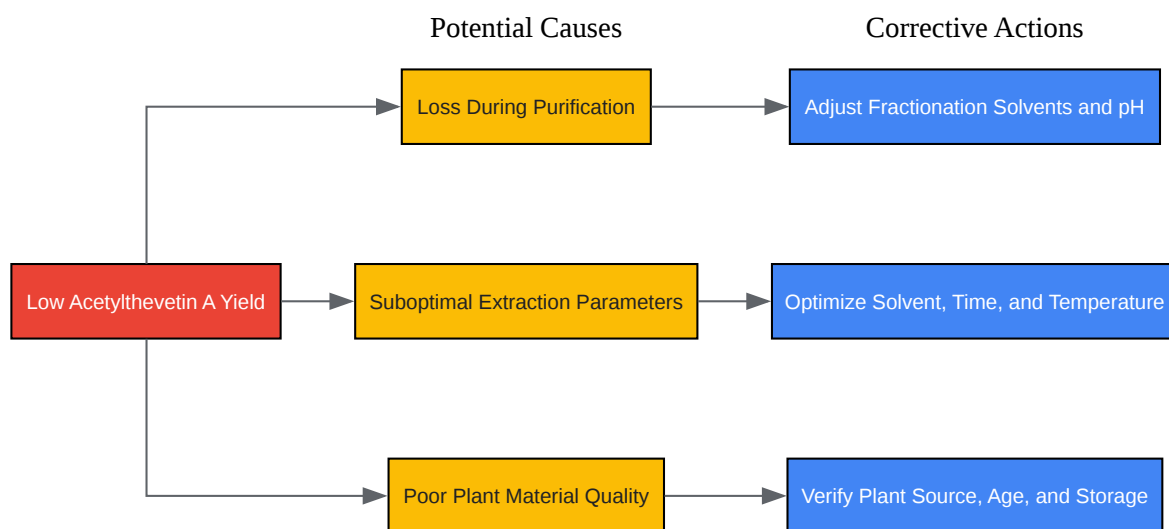 Potential Causes
Corrective Actions
Loss During Purification
Adjust Fractionation Solvents and pH
Low Acetylthevetin A Yield
Suboptimal Extraction Parameters
Optimize Solvent, Time, and Temperature
Poor Plant Material Quality
Verify Plant Source, Age, and Storage